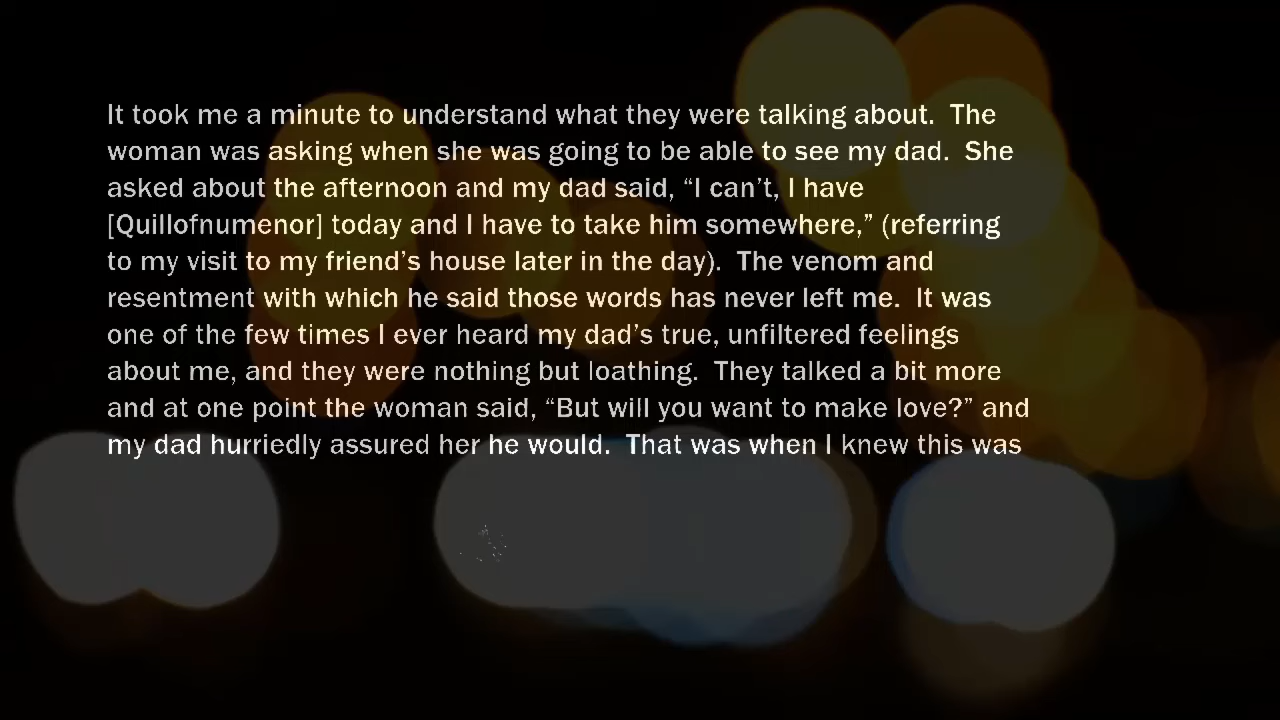 It took me a minute to understand what they were talking about.  The
woman was asking when she was going to be able to see my dad.  She
asked about the afternoon and my dad said, “I can’t, I have
[Quillofnumenor] today and I have to take him somewhere,” (referring
to my visit to my friend’s house later in the day).  The venom and
resentment with which he said those words has never left me.  It was
one of the few times I ever heard my dad’s true, unfiltered feelings
about me, and they were nothing but loathing.  They talked a bit more
and at one point the woman said, “But will you want to make love?” and
my dad hurriedly assured her he would.  That was when I knew this was